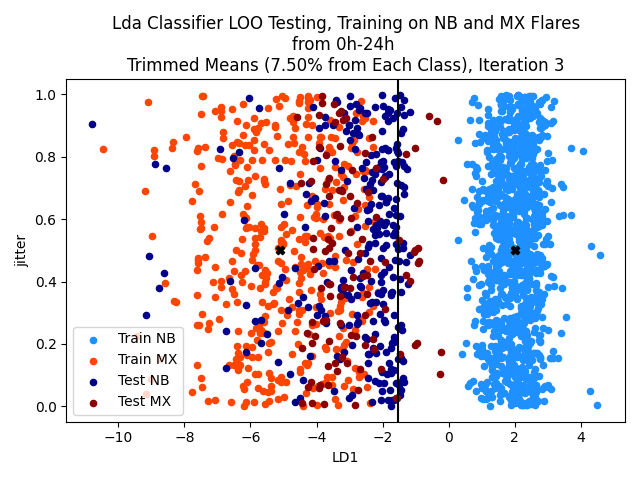 Lda Classifier LOO Testing, Training on NB and MX Flares
from 0h-24h
Trimmed Means (7.50% from Each Class), Iteration 3
jitter
1.0
0.8
0.6
0.4
0.2
0.0
Train NB
Train MX
Test NB
Test MX
−10
−8
−6
−4
−2
0
2
4
LD1